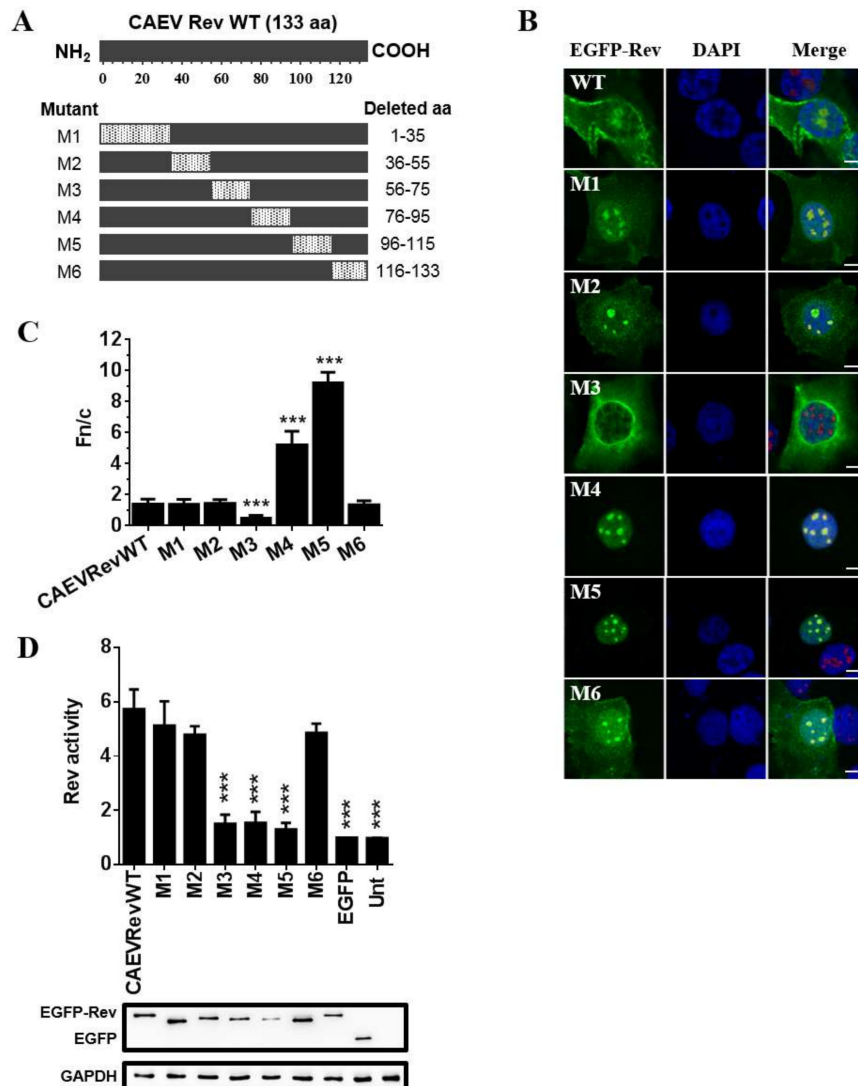 A
CAEV Rev WT (133 aa)
NH2 COOH
0 20 40 60 80 100 120
Mutant Deleted aa
M1 1-35
M2 36-55
M3 56-75
M4 76-95
M5 96-115
M6 116-133
B
EGFP-Rev DAPI Merge
WT
M1
M2
M3
M4
M5
M6
C
Fn/c
12
10
8
6
4
2
0
*** *** ***
CAEVRevWT M1 M2 M3 M4 M5 M6
D
Rev activity
8
6
4
2
0
*** *** *** *** ***
CAEVRevWT M1 M2 M3 M4 M5 M6 EGFP Unt
EGFP-Rev
EGFP
GAPDH